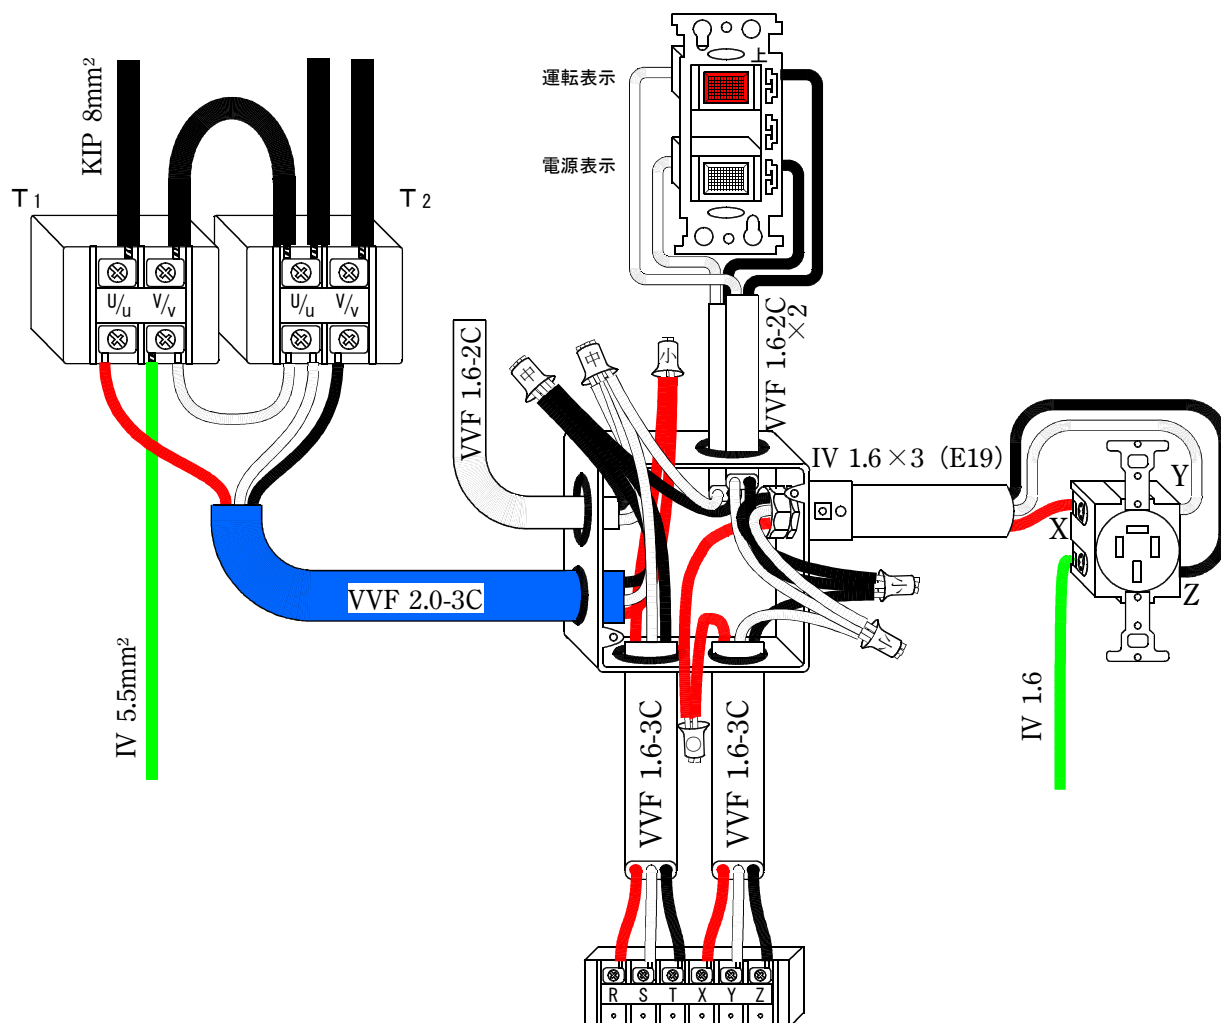 上
運転表示
電源表示
KIP 8mm²
T1
T2
U/u
V/v
U/u
V/v
VVF 1.6-2C
×2
VVF 1.6-2C
中
中
小
IV 1.6×3 (E19)
X
Y
Z
VVF 2.0-3C
小
小
○
IV 5.5mm²
IV 1.6
VVF 1.6-3C
VVF 1.6-3C
R S T X Y Z